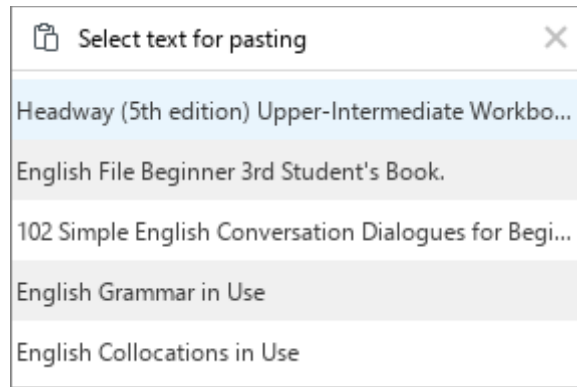 Select text for pasting
Headway (5th edition) Upper-Intermediate Workbo...
English File Beginner 3rd Student's Book.
102 Simple English Conversation Dialogues for Begi...
English Grammar in Use
English Collocations in Use